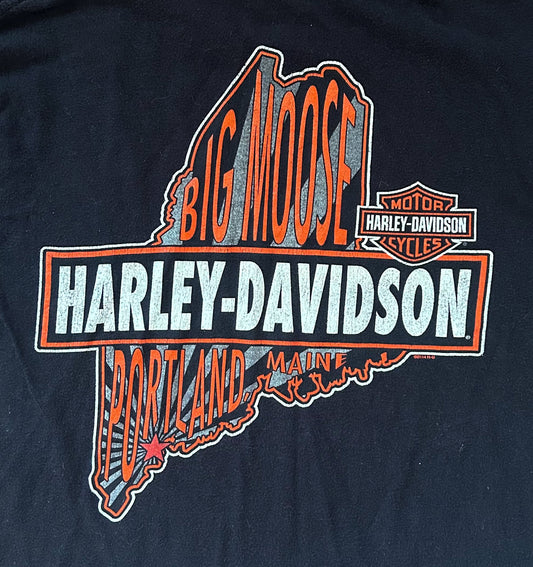 BIG MOOSE
MOTOR
HARLEY-DAVIDSON
CYCLES
HARLEY-DAVIDSON
PORTLAND, MAINE